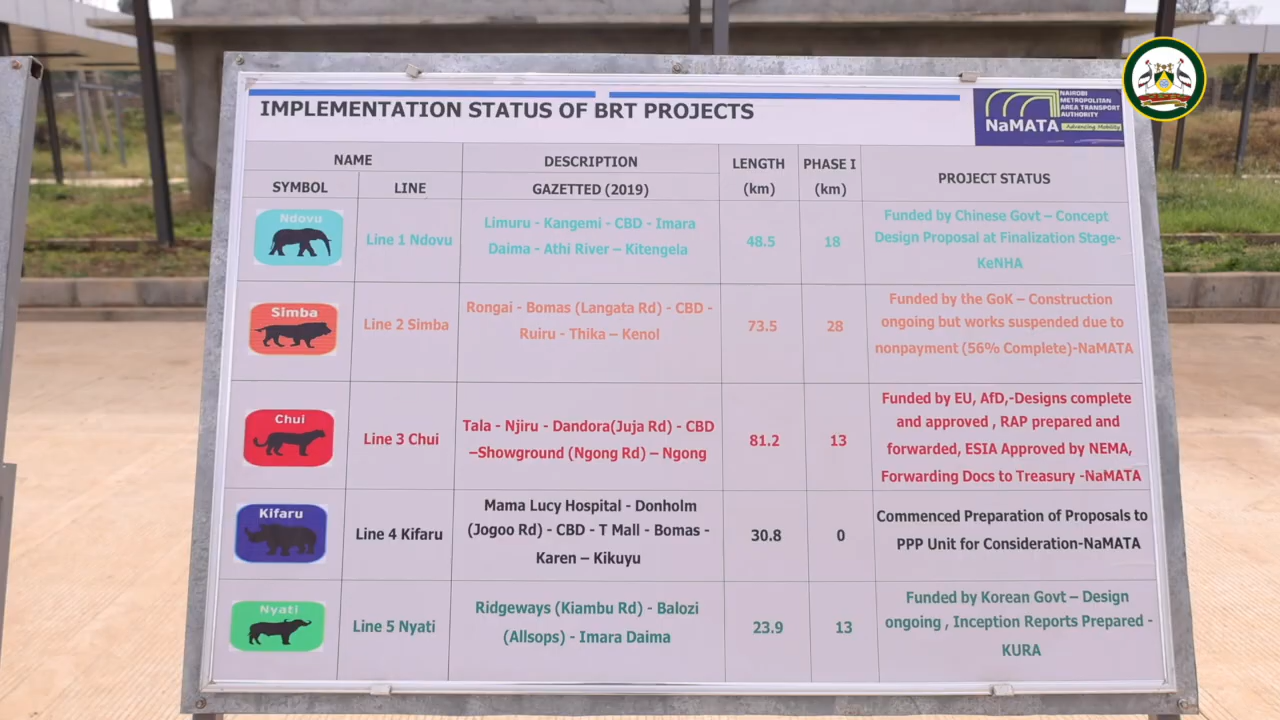 IMPLEMENTATION STATUS OF BRT PROJECTS
NAIROBI
METROPOLITAN
AREA TRANSPORT
AUTHORITY
NaMATA
Advancing Mobility
NAME
DESCRIPTION
LENGTH
PHASE I
PROJECT STATUS
SYMBOL
LINE
GAZETTED (2019)
(km)
(km)
Ndovu
Line 1 Ndovu
Limuru - Kangemi - CBD - Imara
Daima - Athi River – Kitengela
48.5
18
Funded by Chinese Govt – Concept
Design Proposal at Finalization Stage-
KeNHA
Simba
Line 2 Simba
Rongai - Bomas (Langata Rd) - CBD -
Ruiru - Thika – Kenol
73.5
28
Funded by the GoK – Construction
ongoing but works suspended due to
nonpayment (56% Complete)-NaMATA
Chui
Line 3 Chui
Tala - Njiru - Dandora(Juja Rd) - CBD
–Showground (Ngong Rd) – Ngong
81.2
13
Funded by EU, AfD,-Designs complete
and approved , RAP prepared and
forwarded, ESIA Approved by NEMA,
Forwarding Docs to Treasury -NaMATA
Kifaru
Line 4 Kifaru
Mama Lucy Hospital - Donholm
(Jogoo Rd) - CBD - T Mall - Bomas -
Karen – Kikuyu
30.8
0
Commenced Preparation of Proposals to
PPP Unit for Consideration-NaMATA
Nyati
Line 5 Nyati
Ridgeways (Kiambu Rd) - Balozi
(Allsops) - Imara Daima
23.9
13
Funded by Korean Govt – Design
ongoing , Inception Reports Prepared -
KURA